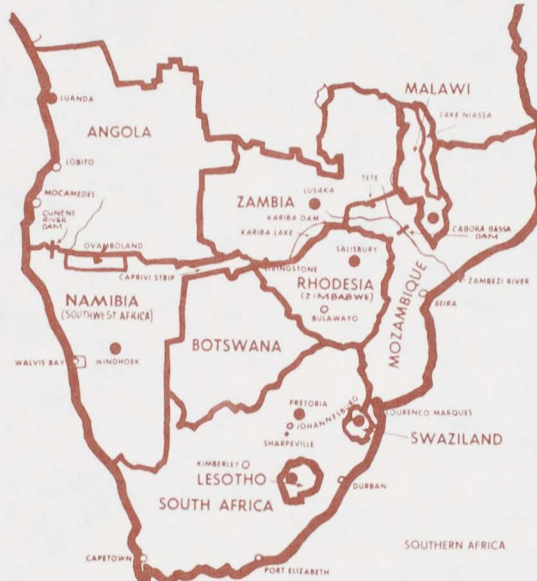 MALAWI
LAKE NIASSA
LUANDA
ANGOLA
LOBITO
TETE
LUSAKA
ZAMBIA
MOCAMEDES
KARIBA DAM
CUNENE
RIVER
DAM
KARIBA LAKE
CABORA BASSA
DAM
OVAMBOLAND
SALISBURY
CAPRIVI STRIP
LIVINGSTONE
ZAMBEZI RIVER
RHODESIA
(ZIMBABWE)
NAMIBIA
(SOUTHWEST AFRICA)
MOZAMBIQUE
BEIRA
BULAWAYO
BOTSWANA
WALVIS BAY
WINDHOEK
PRETORIA
JOHANNESBURG
LOURENCO MARQUES
SHARPEVILLE
SWAZILAND
KIMBERLEY
LESOTHO
DURBAN
SOUTH AFRICA
SOUTHERN AFRICA
CAPETOWN
PORT ELIZABETH